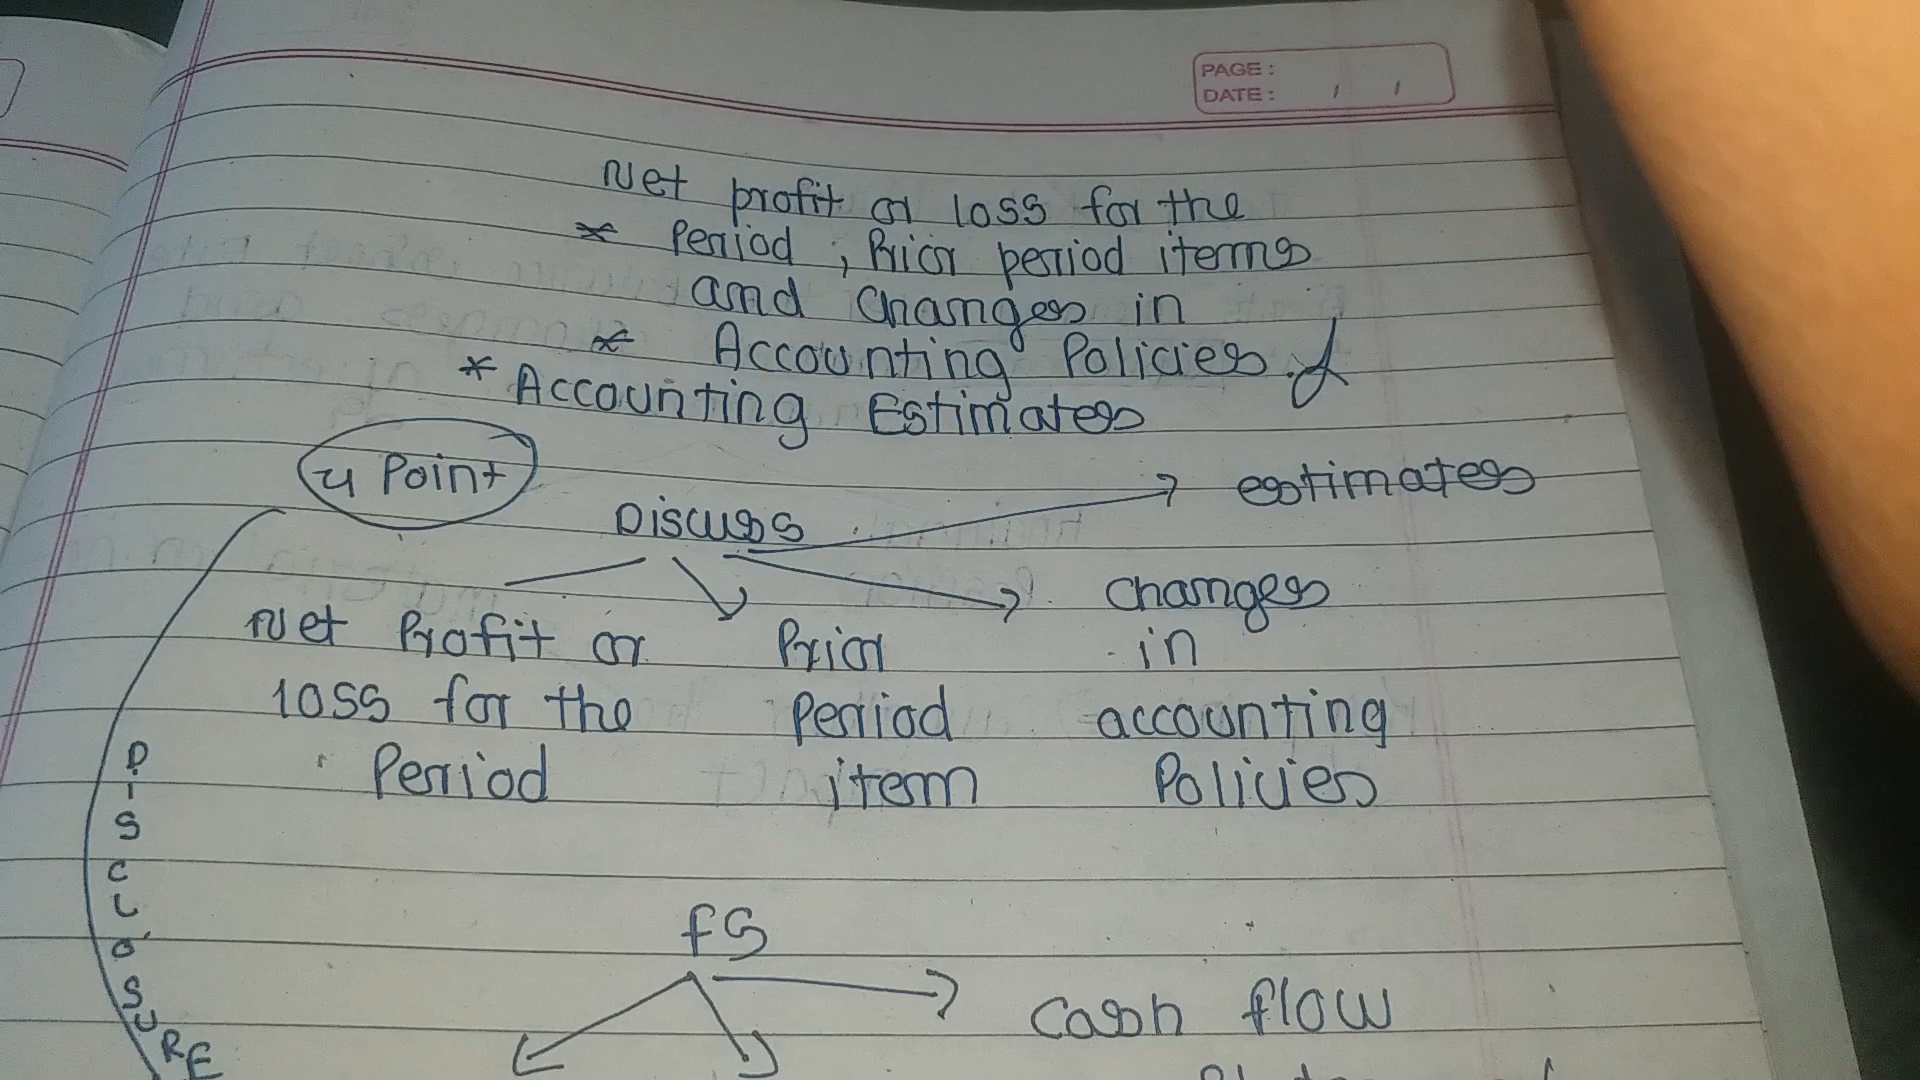 PAGE :
DATE : / /
Net profit or loss for the
* Period , Prior period items
and changes in
* Accounting Policies. &
* Accounting Estimates
4 Point
Discuss
estimates
Net Profit or
loss for the
Period
Prior
Period
item
changes
in
accounting
Policies
DISCLOSURE
FS
Cash flow